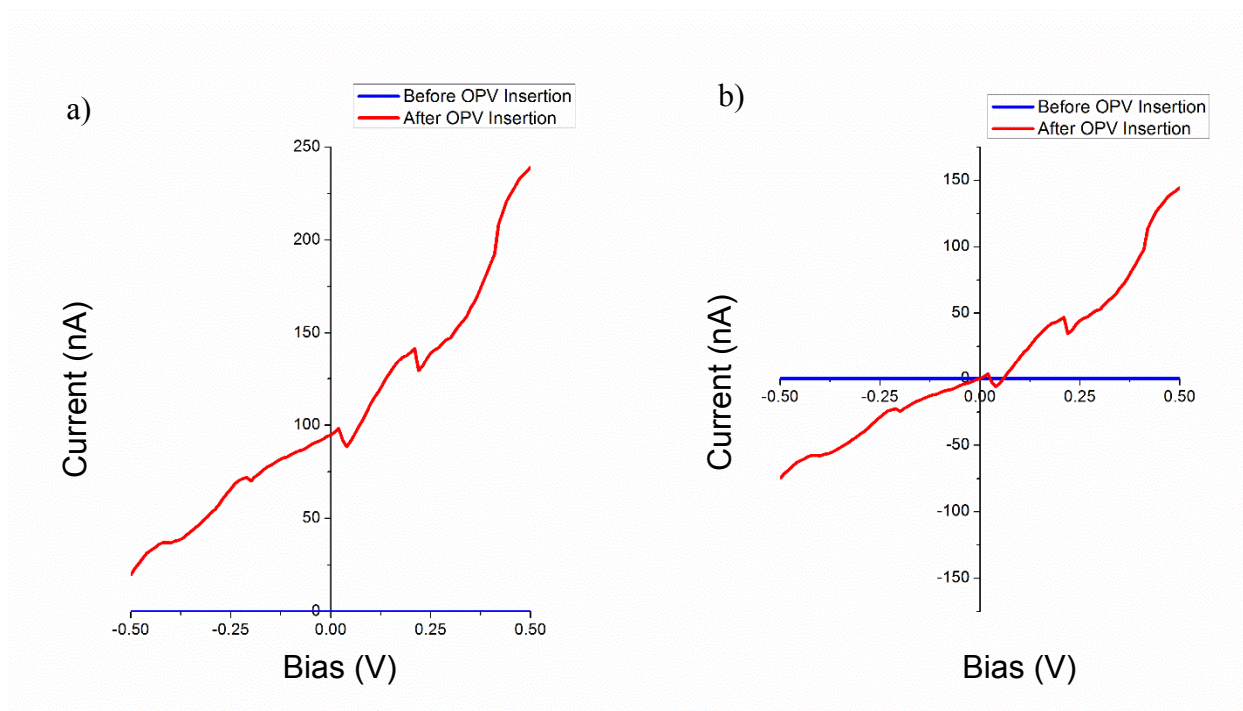 a)
Before OPV Insertion
After OPV Insertion
250
200
150
100
50
0
-0.50 -0.25 0.00 0.25 0.50
Current (nA)
Bias (V)
b)
Before OPV Insertion
After OPV Insertion
150
100
50
0
-0.50 -0.25 0.00 0.25 0.50
-50
-100
-150
Current (nA)
Bias (V)